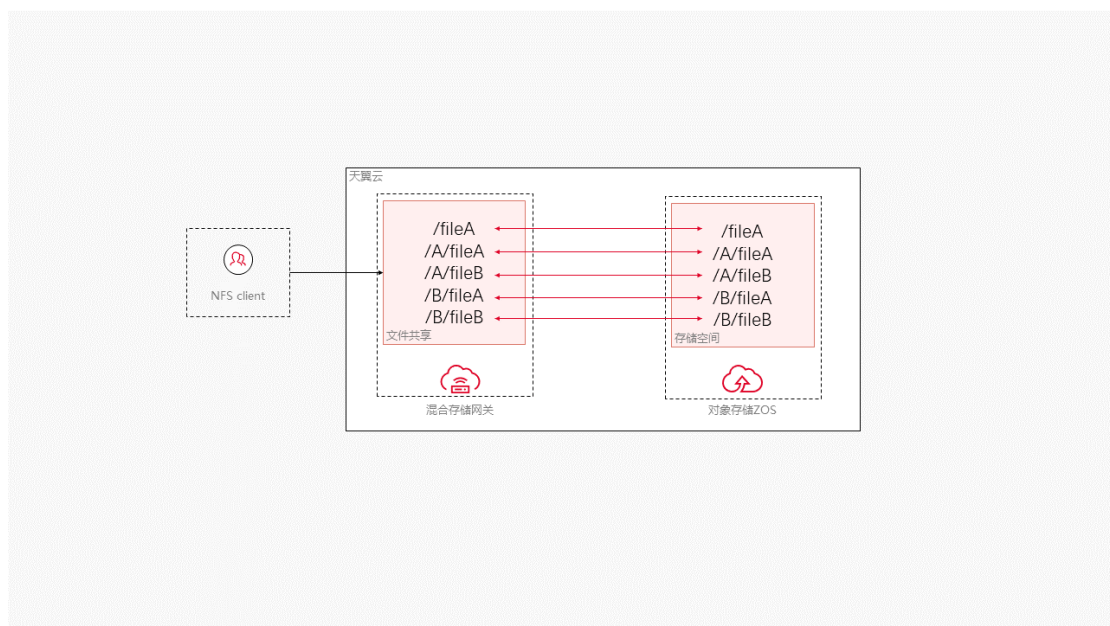 天翼云
NFS client
/fileA
/A/fileA
/A/fileB
/B/fileA
/B/fileB
文件共享
混合存储网关
/fileA
/A/fileA
/A/fileB
/B/fileA
/B/fileB
存储空间
对象存储ZOS